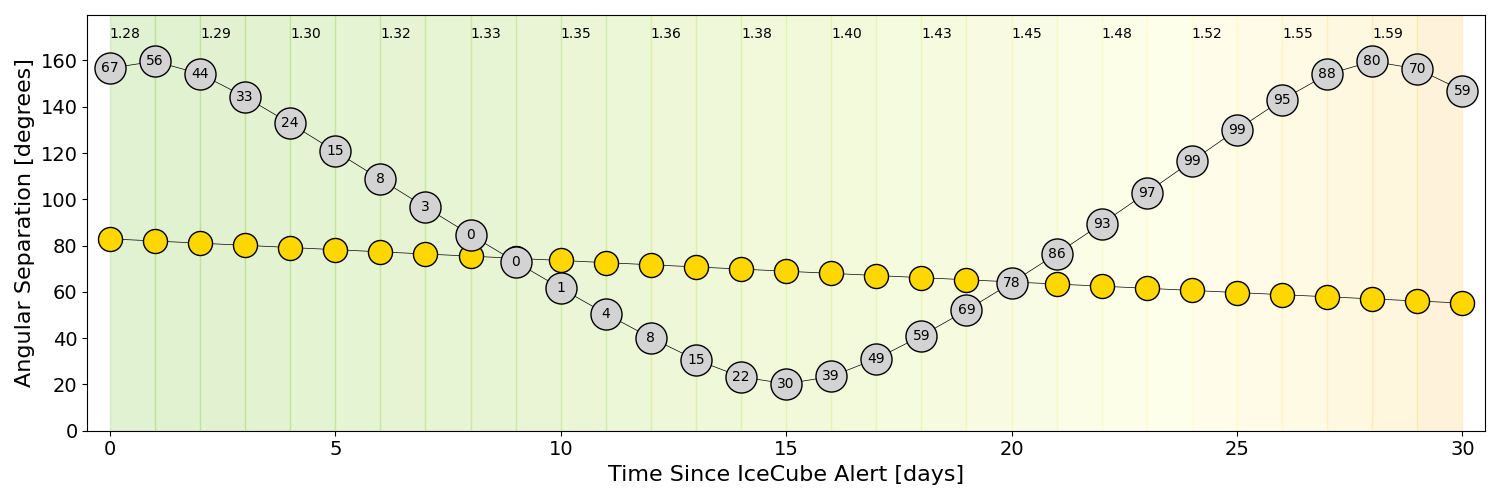 1.28 1.29 1.30 1.32 1.33 1.35 1.36 1.38 1.40 1.43 1.45 1.48 1.52 1.55 1.59
160
140
120
100
80
60
40
20
0
Angular Separation [degrees]
67 56 44 33 24 15 8 3 0 0 1 4 8 15 22 30 39 49 59 69 78 86 93 97 99 99 95 88 80 70 59
0 5 10 15 20 25 30
Time Since IceCube Alert [days]